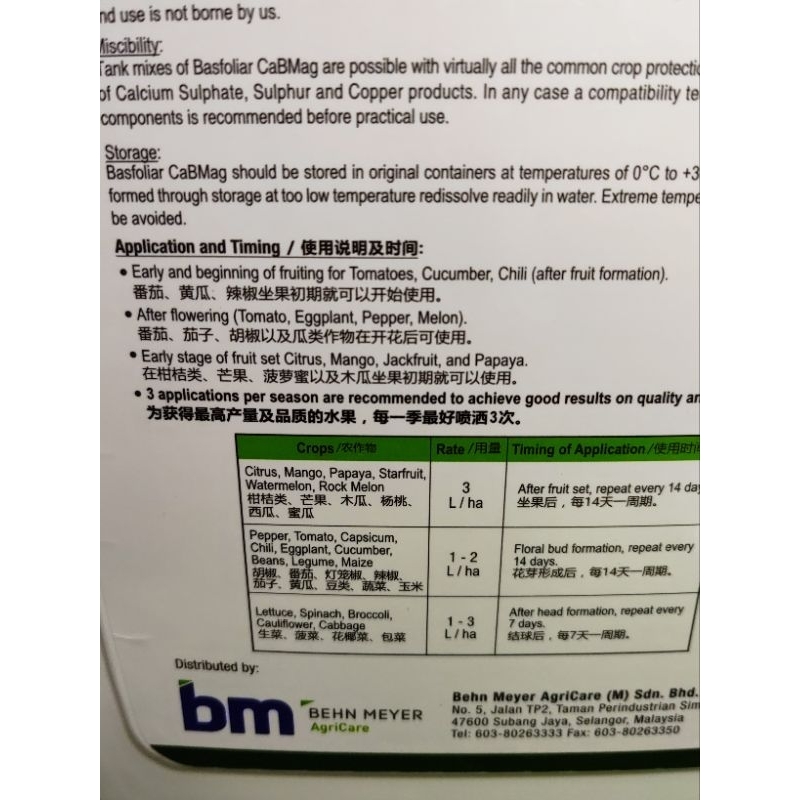 nd use is not borne by us.
Miscibility:
Tank mixes of Basfoliar CaBMag are possible with virtually all the common crop protectio
of Calcium Sulphate, Sulphur and Copper products. In any case a compatibility te
components is recommended before practical use.
Storage:
Basfoliar CaBMag should be stored in original containers at temperatures of 0°C to +3
formed through storage at too low temperature redissolve readily in water. Extreme tempe
be avoided.
Application and Timing / 使用说明及时间:
• Early and beginning of fruiting for Tomatoes, Cucumber, Chili (after fruit formation).
番茄、黄瓜、辣椒坐果初期就可以开始使用。
• After flowering (Tomato, Eggplant, Pepper, Melon).
番茄、茄子、胡椒以及瓜类作物在开花后可使用。
• Early stage of fruit set Citrus, Mango, Jackfruit, and Papaya.
在柑桔类、芒果、菠萝蜜以及木瓜坐果初期就可以使用。
• 3 applications per season are recommended to achieve good results on quality an
为获得最高产量及品质的水果，每一季最好喷洒3次。
Crops/农作物 Rate /用量 Timing of Application/使用时间
Citrus, Mango, Papaya, Starfruit,
Watermelon, Rock Melon
柑桔类、芒果、木瓜、杨桃、
西瓜、蜜瓜
3
L / ha
After fruit set, repeat every 14 day
坐果后，每14天一周期。
Pepper, Tomato, Capsicum,
Chili, Eggplant, Cucumber,
Beans, Legume, Maize
胡椒、番茄、灯笼椒、辣椒、
茄子、黄瓜、豆类、蔬菜、玉米
1 - 2
L / ha
Floral bud formation, repeat every
14 days.
花芽形成后，每14天一周期。
Lettuce, Spinach, Broccoli,
Cauliflower, Cabbage
生菜、菠菜、花椰菜、包菜
1 - 3
L / ha
After head formation, repeat every
7 days.
结球后，每7天一周期。
Distributed by:
bm BEHN MEYER
AgriCare
Behn Meyer AgriCare (M) Sdn. Bhd.
No. 5, Jalan TP2, Taman Perindustrian Sim
47600 Subang Jaya, Selangor, Malaysia
Tel: 603-80263333 Fax: 603-80263350